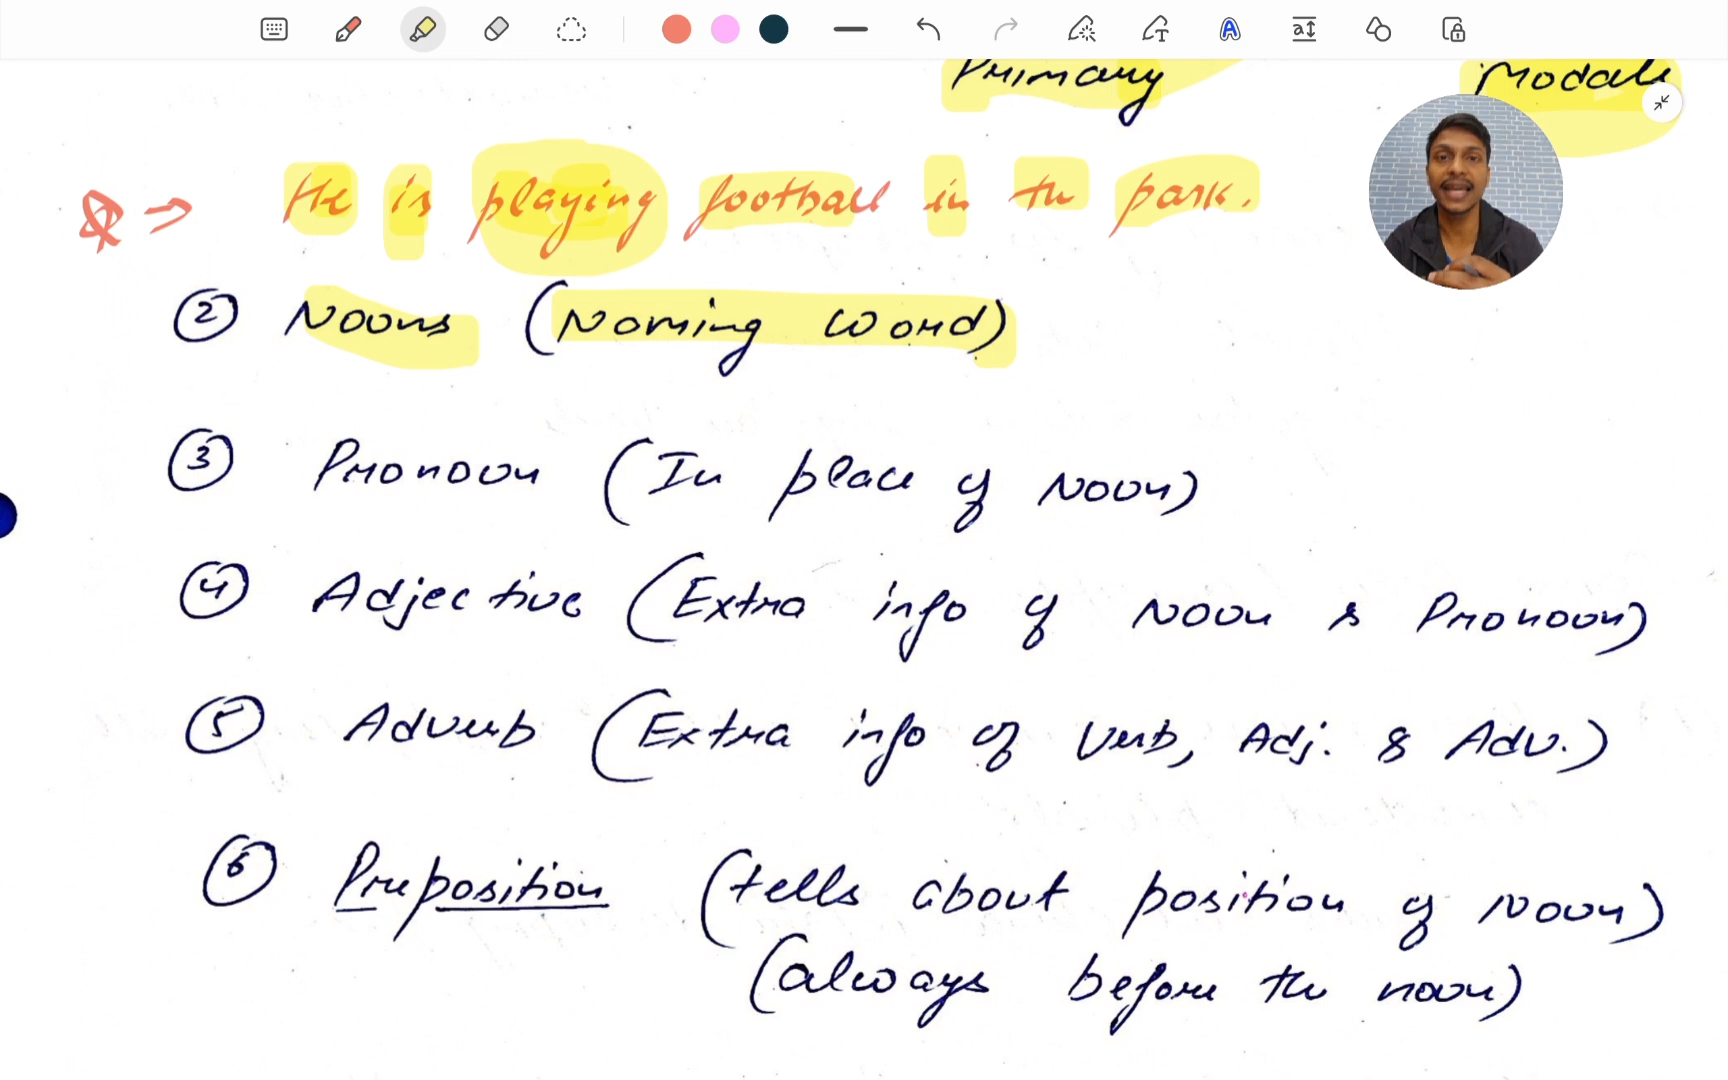 Primary Modals
Q → He is playing football in the park.
② Nouns (Noming Word)
③ Pronoun (In place of Noun)
④ Adjective (Extra info of Noun & Pronoun)
⑤ Adverb (Extra info of Verb, Adj. & Adv.)
⑥ Preposition (tells about position of Noun)
(always before the noun)